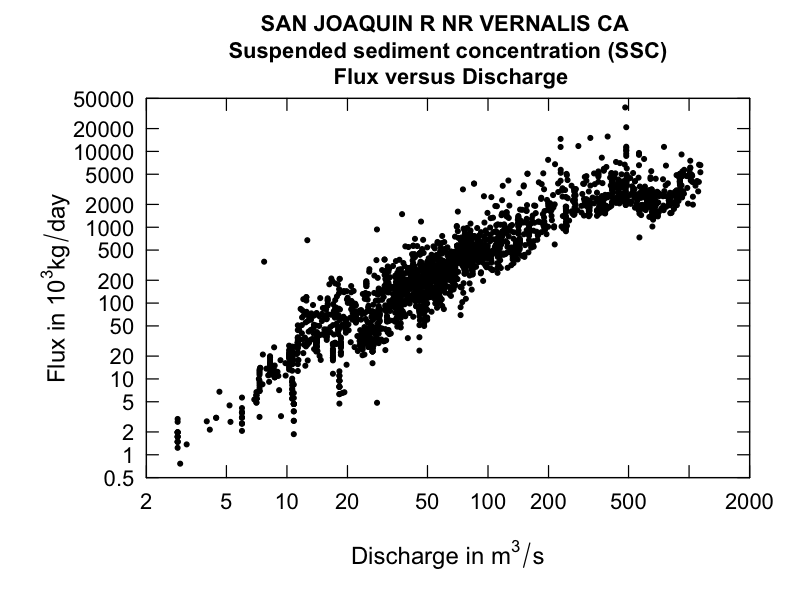 SAN JOAQUIN R NR VERNALIS CA
Suspended sediment concentration (SSC)
Flux versus Discharge
50000
20000
10000
5000
2000
1000
500
200
100
50
20
10
5
2
1
0.5
Flux in 10³kg/day
2 5 10 20 50 100 200 500 2000
Discharge in m³/s